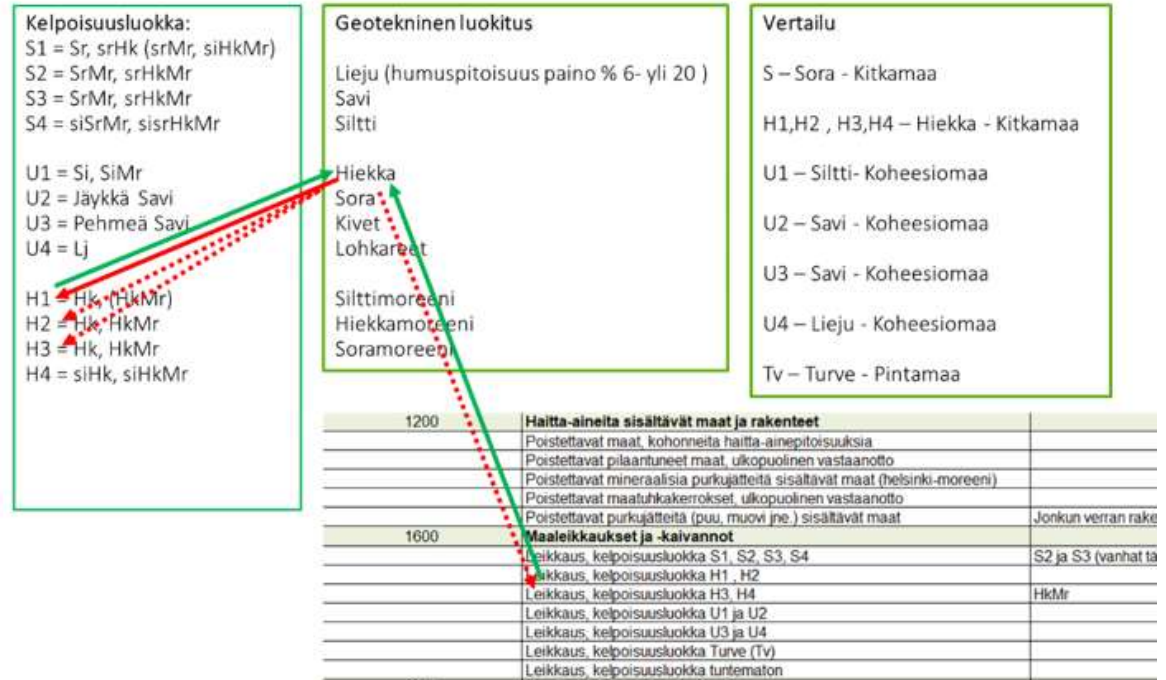 Kelpoisuusluokka:
S1 = Sr, srHk (srMr, siHkMr)
S2 = SrMr, srHkMr
S3 = SrMr, srHkMr
S4 = siSrMr, sisrHkMr
U1 = Si, SiMr
U2 = Jäykkä Savi
U3 = Pehmeä Savi
U4 = Lj
H1 = Hk, (HkMr)
H2 = Hk, HkMr
H3 = Hk, HkMr
H4 = siHk, siHkMr
Geotekninen luokitus
Lieju (humuspitoisuus paino % 6- yli 20 )
Savi
Siltti
Hiekka
Sora
Kivet
Lohkareet
Silttimoreeni
Hiekkamoreeni
Soramoreeni
Vertailu
S – Sora - Kitkamaa
H1,H2 , H3,H4 – Hiekka - Kitkamaa
U1 – Siltti- Koheesiomaa
U2 – Savi - Koheesiomaa
U3 – Savi - Koheesiomaa
U4 – Lieju - Koheesiomaa
Tv – Turve - Pintamaa
1200 Haitta-aineita sisältävät maat ja rakenteet
Poistettavat maat, kohonneita haitta-ainepitoisuuksia
Poistettavat pilaantuneet maat, ulkopuolinen vastaanotto
Poistettavat mineraalisia purkujätteitä sisältävät maat (helsinki-moreeni)
Poistettavat maatuhkakerrokset, ulkopuolinen vastaanotto
Poistettavat purkujätteitä (puu, muovi jne.) sisältävät maat Jonkun verran rake
1600 Maaleikkaukset ja -kaivannot
Leikkaus, kelpoisuusluokka S1, S2, S3, S4 S2 ja S3 (vanhat tä
Leikkaus, kelpoisuusluokka H1 , H2
Leikkaus, kelpoisuusluokka H3, H4 HkMr
Leikkaus, kelpoisuusluokka U1 ja U2
Leikkaus, kelpoisuusluokka U3 ja U4
Leikkaus, kelpoisuusluokka Turve (Tv)
Leikkaus, kelpoisuusluokka tuntematon